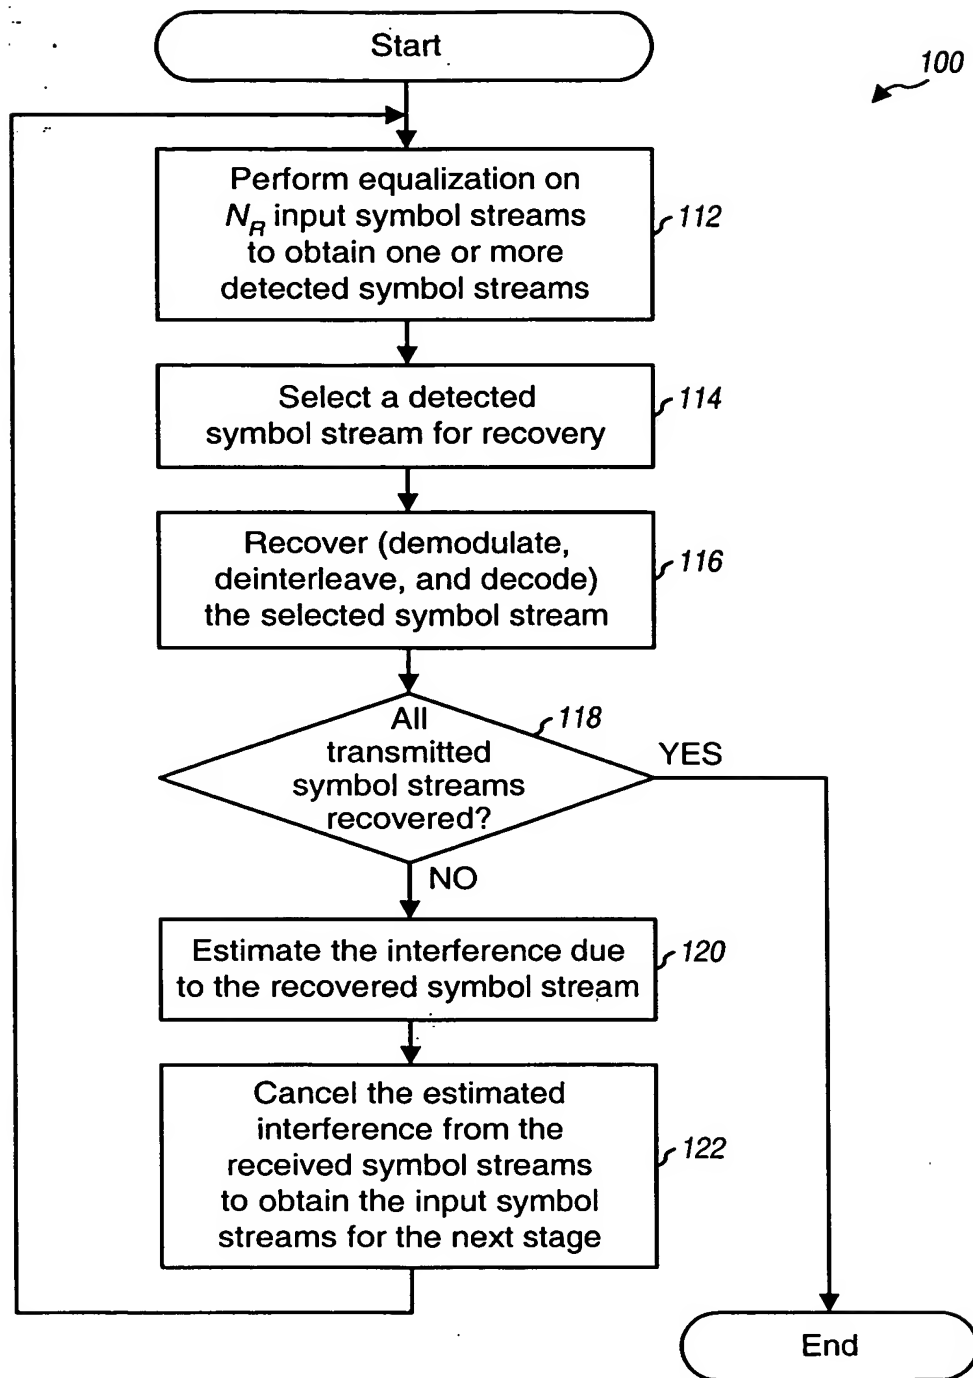 Start
100
Perform equalization on
N_R input symbol streams
to obtain one or more
detected symbol streams
112
Select a detected
symbol stream for recovery
114
Recover (demodulate,
deinterleave, and decode)
the selected symbol stream
116
All
transmitted
symbol streams
recovered?
118
YES
NO
Estimate the interference due
to the recovered symbol stream
120
Cancel the estimated
interference from the
received symbol streams
to obtain the input symbol
streams for the next stage
122
End